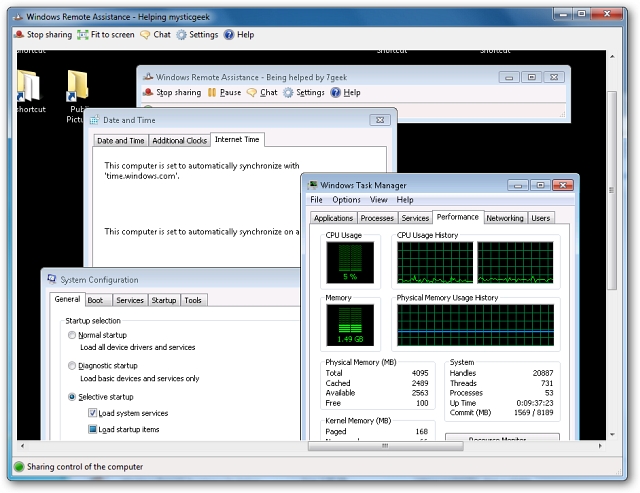 Windows Remote Assistance - Helping mysticgeek
Stop sharing Fit to screen Chat Settings Help
shortcut
Public
Windows Remote Assistance - Being helped by 7geek
Stop sharing Pause Chat Settings Help
Date and Time
Date and Time Additional Clocks Internet Time
This computer is set to automatically synchronize with
'time.windows.com'.
This computer is set to automatically synchronize on a
Windows Task Manager
File Options View Help
Applications Processes Services Performance Networking Users
CPU Usage CPU Usage History
5 %
Memory Physical Memory Usage History
1.49 GB
Physical Memory (MB)
Total 4095
Cached 2489
Available 2563
Free 100
System
Handles 20887
Threads 731
Processes 53
Up Time 0:09:37:23
Commit (MB) 1569 / 8189
Kernel Memory (MB)
Paged 168
Resource Monitor
System Configuration
General Boot Services Startup Tools
Startup selection
Normal startup
Load all device drivers and services
Diagnostic startup
Load basic devices and services only
Selective startup
Load system services
Load startup items
Sharing control of the computer